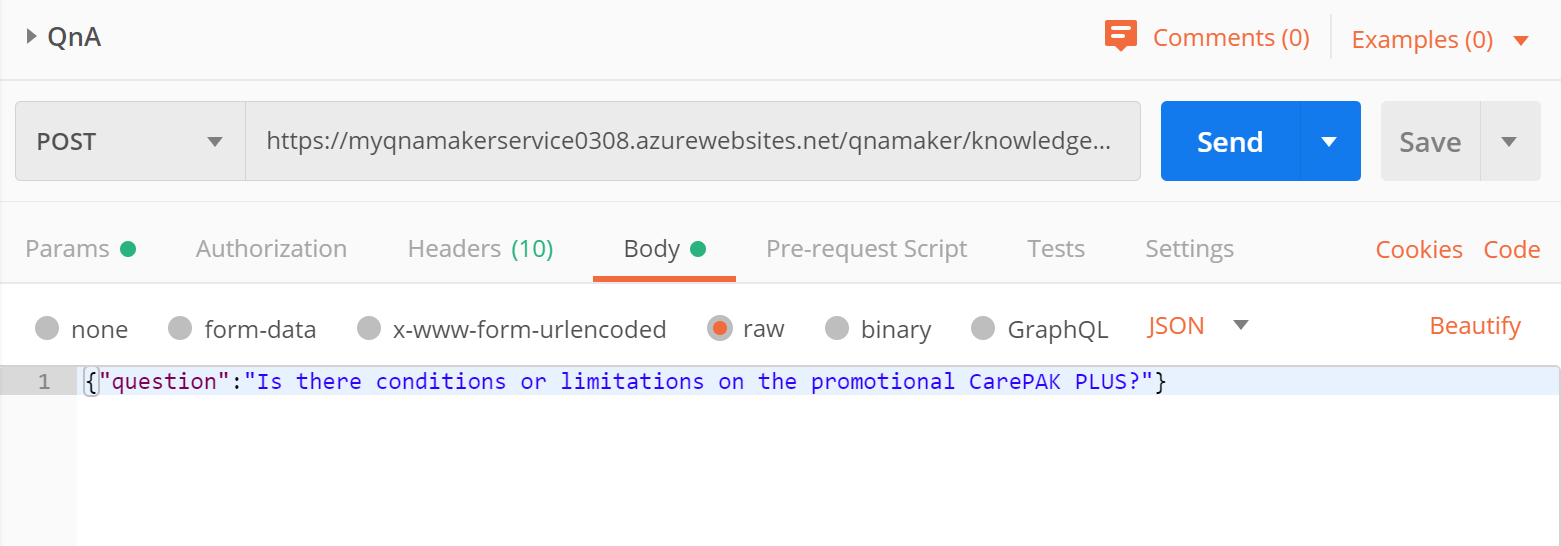 QnA
Comments (0)
Examples (0)
POST
https://myqnamakerservice0308.azurewebsites.net/qnamaker/knowledge...
Send
Save
Params
Authorization
Headers (10)
Body
Pre-request Script
Tests
Settings
Cookies
Code
none
form-data
x-www-form-urlencoded
raw
binary
GraphQL
JSON
Beautify
1 {"question":"Is there conditions or limitations on the promotional CarePAK PLUS?"}